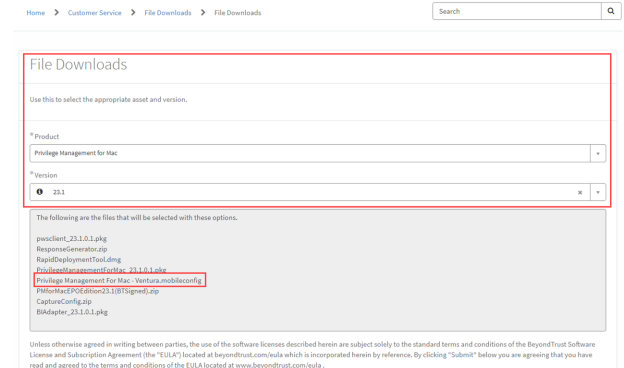 Home > Customer Service > File Downloads > File Downloads
Search
File Downloads
Use this to select the appropriate asset and version.
*Product
Privilege Management for Mac
*Version
23.1
The following are the files that will be selected with these options.
pwsclient_23.1.0.1.pkg
ResponseGenerator.zip
RapidDeploymentTool.dmg
PrivilegeManagementForMac_23.1.0.1.pkg
Privilege Management For Mac - Ventura.mobileconfig
PMforMacEPOEdition23.1(BTSigned).zip
CaptureConfig.zip
BIAdapter_23.1.0.1.pkg
Unless otherwise agreed in writing between parties, the use of the software licenses described herein are subject solely to the standard terms and conditions of the BeyondTrust Software
License and Subscription Agreement (the "EULA") located at beyondtrust.com/eula which is incorporated herein by reference. By clicking "Submit" below you are agreeing that you have
read and agreed to the terms and conditions of the EULA located at www.beyondtrust.com/eula .